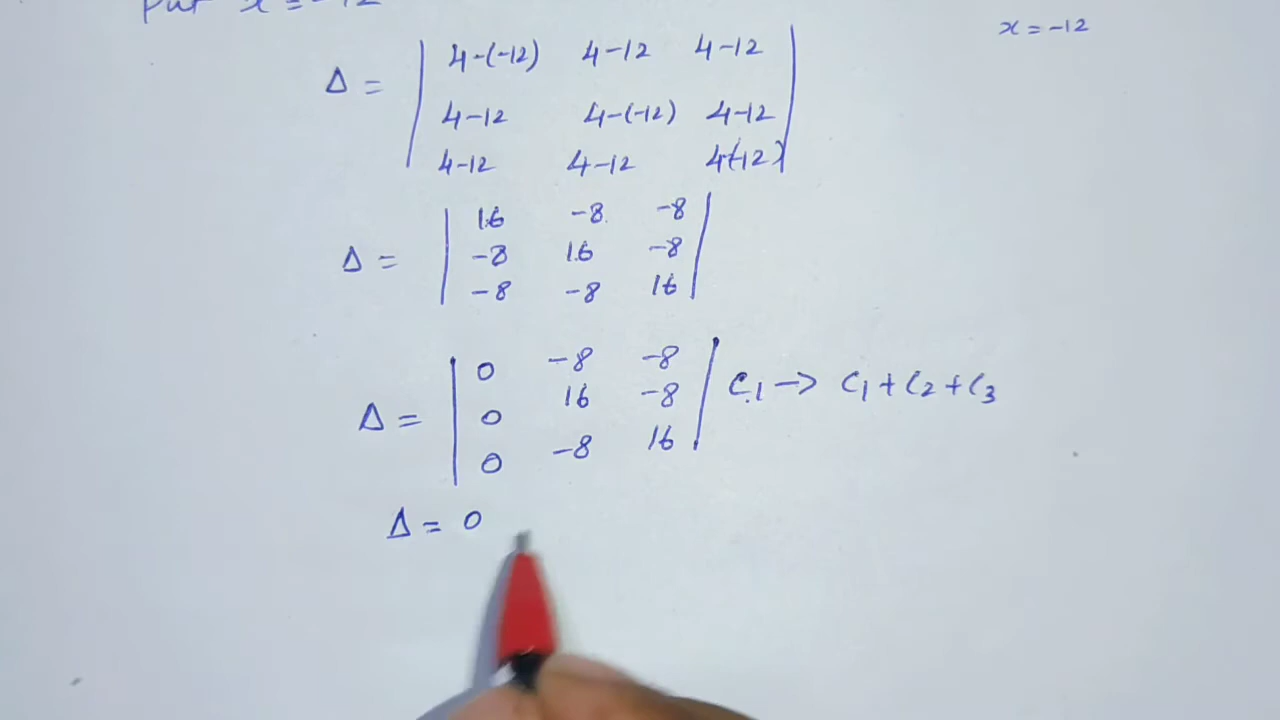 Put x = -12
x = -12
Δ = | 4-(-12) 4-12 4-12 |
| 4-12 4-(-12) 4-12 |
| 4-12 4-12 4-(-12) |
Δ = | 16 -8 -8 |
| -8 16 -8 |
| -8 -8 16 |
Δ = | 0 -8 -8 | C₁ → C₁ + C₂ + C₃
| 0 16 -8 |
| 0 -8 16 |
Δ = 0